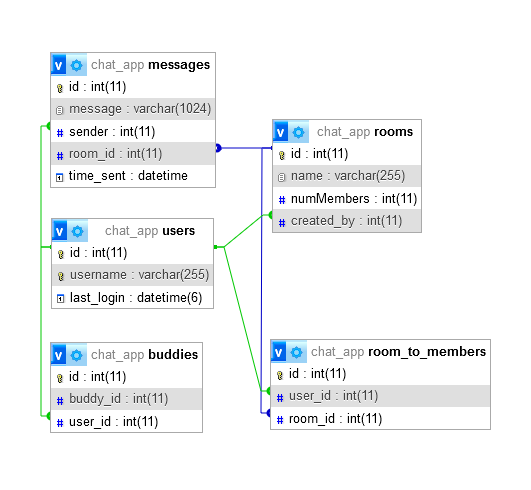 v chat_app messages
id : int(11)
message : varchar(1024)
# sender : int(11)
# room_id : int(11)
time_sent : datetime
v chat_app users
id : int(11)
username : varchar(255)
last_login : datetime(6)
v chat_app buddies
id : int(11)
# buddy_id : int(11)
# user_id : int(11)
v chat_app rooms
id : int(11)
name : varchar(255)
# numMembers : int(11)
# created_by : int(11)
v chat_app room_to_members
id : int(11)
# user_id : int(11)
# room_id : int(11)